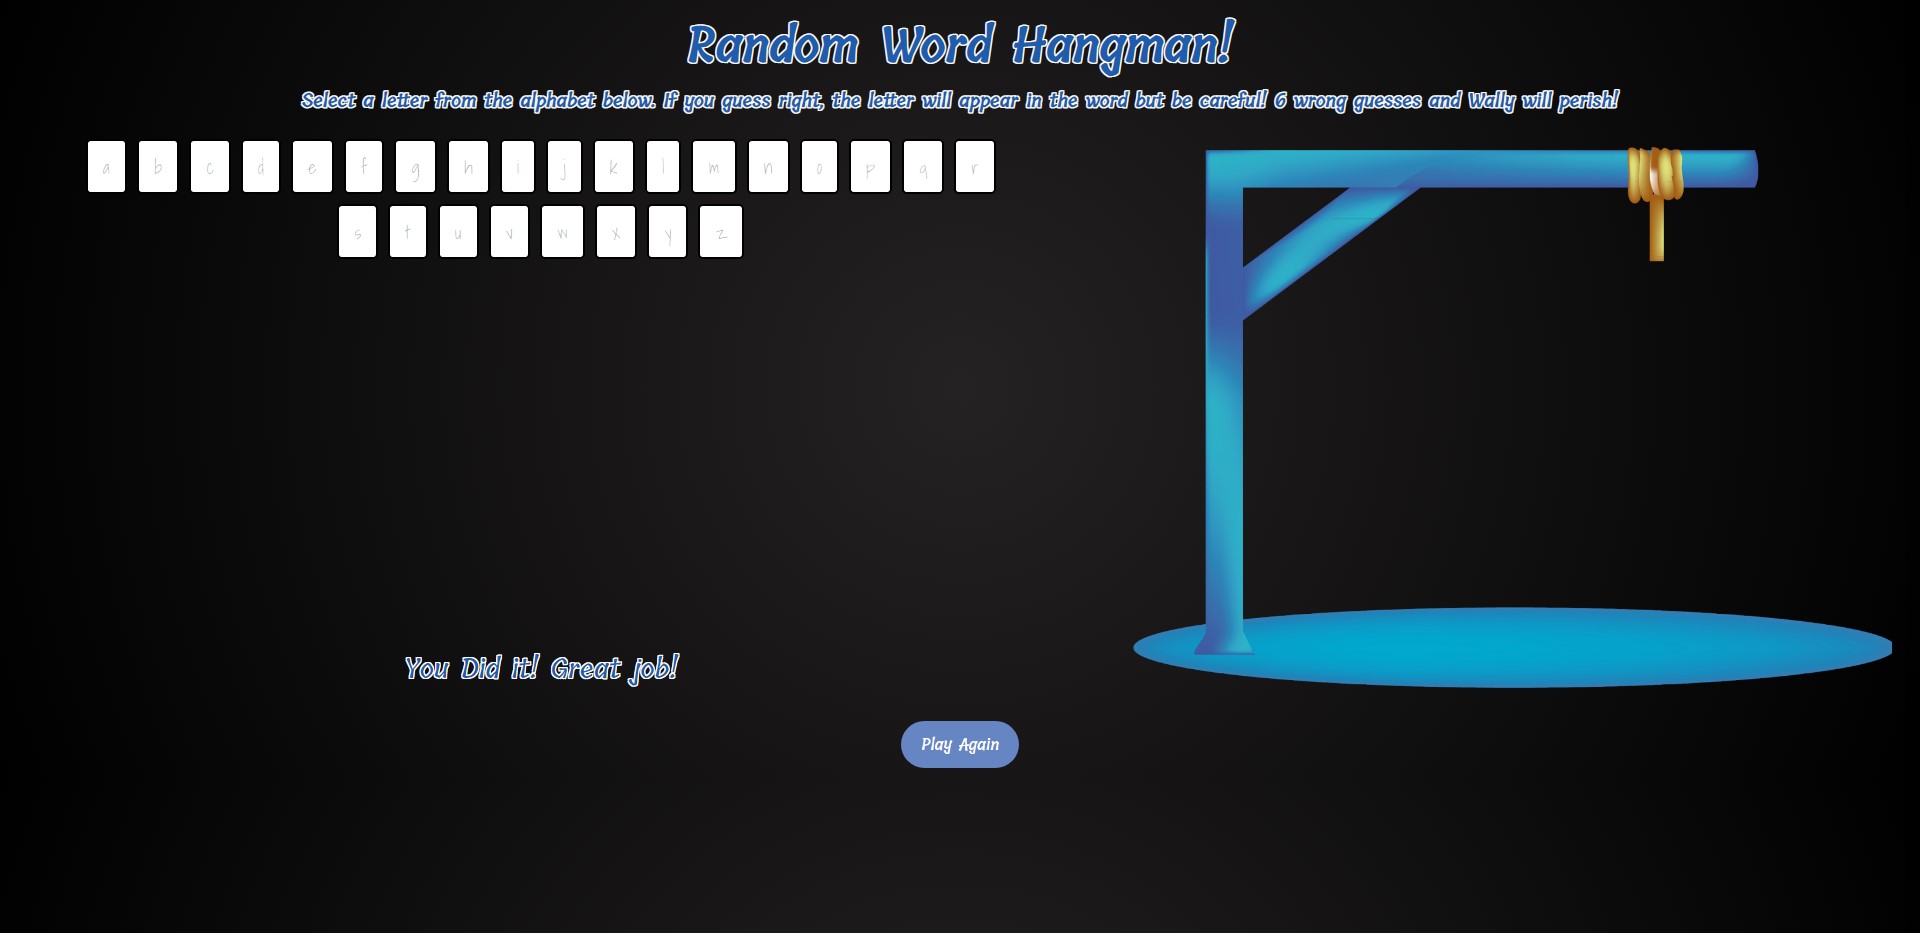 Random Word Hangman!
Select a letter from the alphabet below. If you guess right, the letter will appear in the word but be careful! 6 wrong guesses and Wally will perish!
a b c d e f g h i j k l m n o p q r
s t u v w x y z
You Did it! Great job!
Play Again